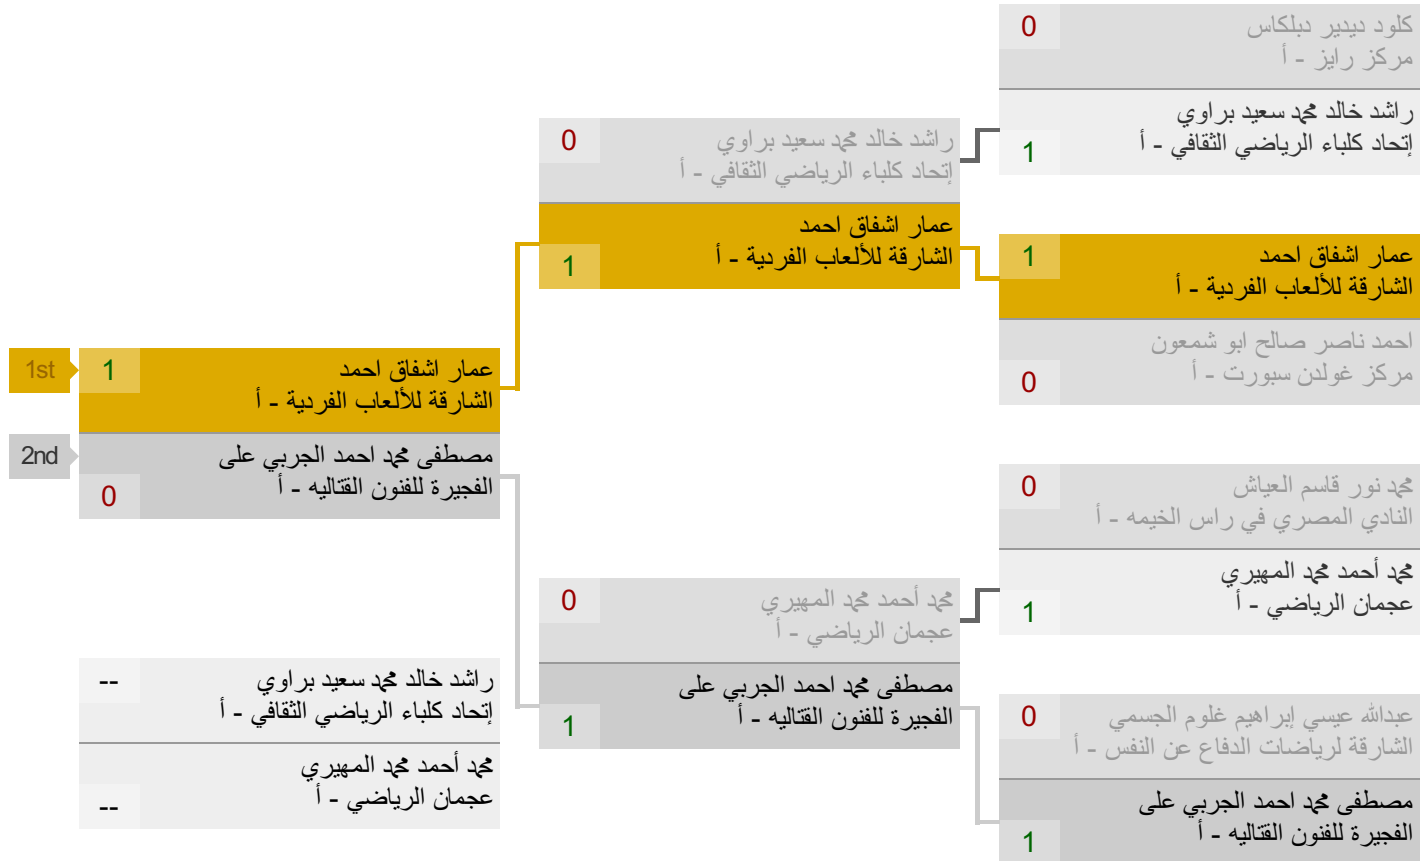 0
كلود ديدير دبلكاس
مركز رايز - أ
راشد خالد محمد سعيد براوي
إتحاد كلباء الرياضي الثقافي - أ
1
1
عمار اشفاق احمد
الشارقة للألعاب الفردية - أ
احمد ناصر صالح ابو شمعون
مركز غولدن سبورت - أ
0
0
محمد نور قاسم العياش
النادي المصري في راس الخيمه - أ
محمد أحمد محمد المهيري
عجمان الرياضي - أ
1
0
عبدالله عيسي إبراهيم غلوم الجسمي
الشارقة لرياضات الدفاع عن النفس - أ
مصطفى محمد احمد الجربي على
الفجيرة للفنون القتاليه - أ
1
0
راشد خالد محمد سعيد براوي
إتحاد كلباء الرياضي الثقافي - أ
عمار اشفاق احمد
الشارقة للألعاب الفردية - أ
1
0
محمد أحمد محمد المهيري
عجمان الرياضي - أ
مصطفى محمد احمد الجربي على
الفجيرة للفنون القتاليه - أ
1
1st
1
عمار اشفاق احمد
الشارقة للألعاب الفردية - أ
2nd
مصطفى محمد احمد الجربي على
الفجيرة للفنون القتاليه - أ
0
--
راشد خالد محمد سعيد براوي
إتحاد كلباء الرياضي الثقافي - أ
محمد أحمد محمد المهيري
عجمان الرياضي - أ
--